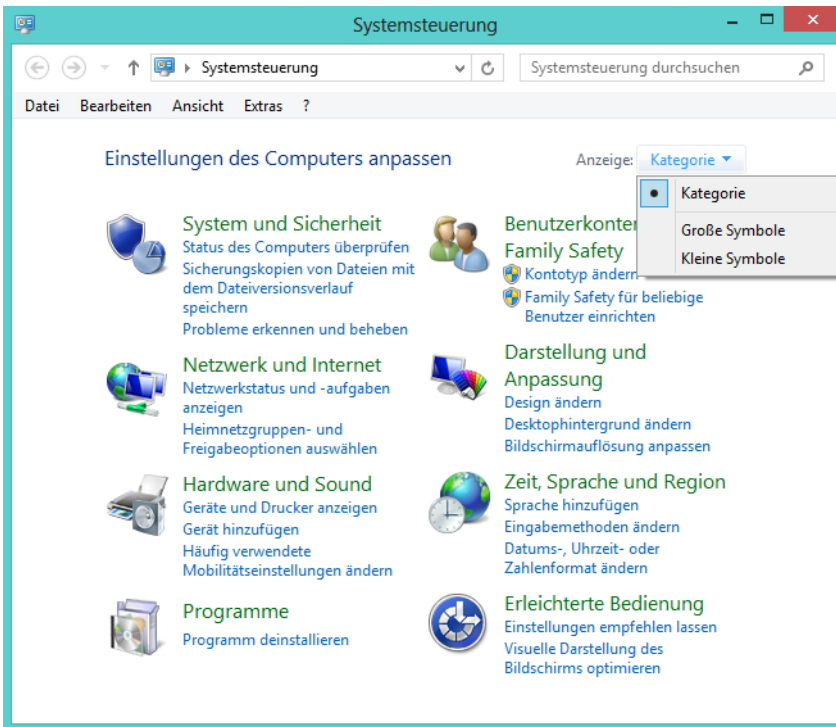 Systemsteuerung
Systemsteuerung
Systemsteuerung durchsuchen
Datei Bearbeiten Ansicht Extras ?
Einstellungen des Computers anpassen
Anzeige: Kategorie
Kategorie
Große Symbole
Kleine Symbole
System und Sicherheit
Status des Computers überprüfen
Sicherungskopien von Dateien mit
dem Dateiversionsverlauf
speichern
Probleme erkennen und beheben
Netzwerk und Internet
Netzwerkstatus und -aufgaben
anzeigen
Heimnetzgruppen- und
Freigabeoptionen auswählen
Hardware und Sound
Geräte und Drucker anzeigen
Gerät hinzufügen
Häufig verwendete
Mobilitätseinstellungen ändern
Programme
Programm deinstallieren
Family Safety
Kontotyp ändern
Family Safety für beliebige
Benutzer einrichten
Darstellung und
Anpassung
Design ändern
Desktophintergrund ändern
Bildschirmauflösung anpassen
Zeit, Sprache und Region
Sprache hinzufügen
Eingabemethoden ändern
Datums-, Uhrzeit- oder
Zahlenformat ändern
Erleichterte Bedienung
Einstellungen empfehlen lassen
Visuelle Darstellung des
Bildschirms optimieren